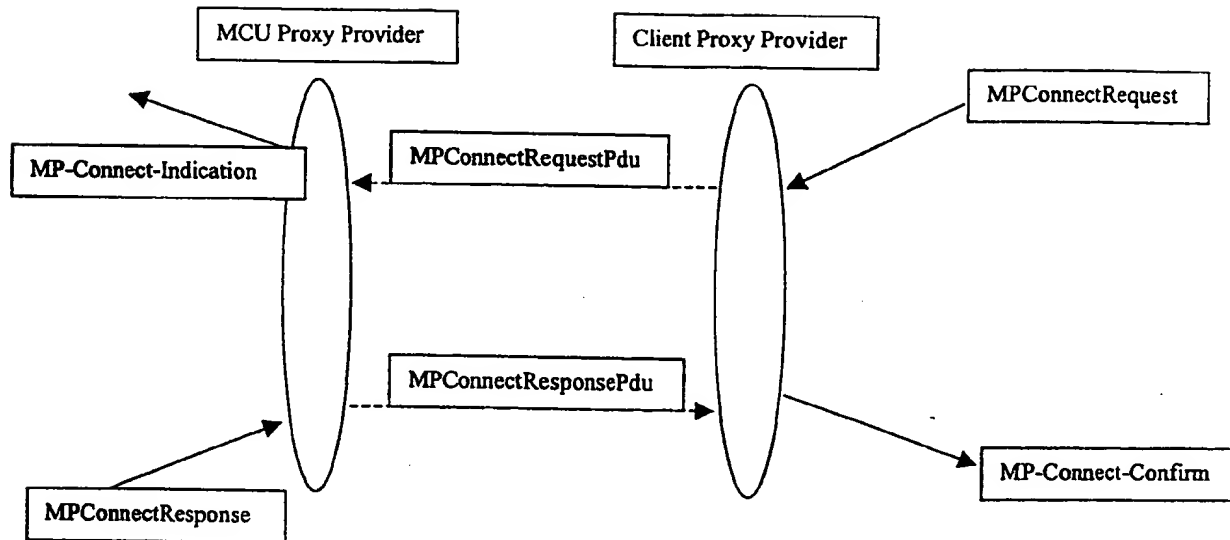 MCU Proxy Provider
Client Proxy Provider
MPConnectRequest
MPConnectRequestPdu
MP-Connect-Indication
MPConnectResponsePdu
MP-Connect-Confirm
MPConnectResponse